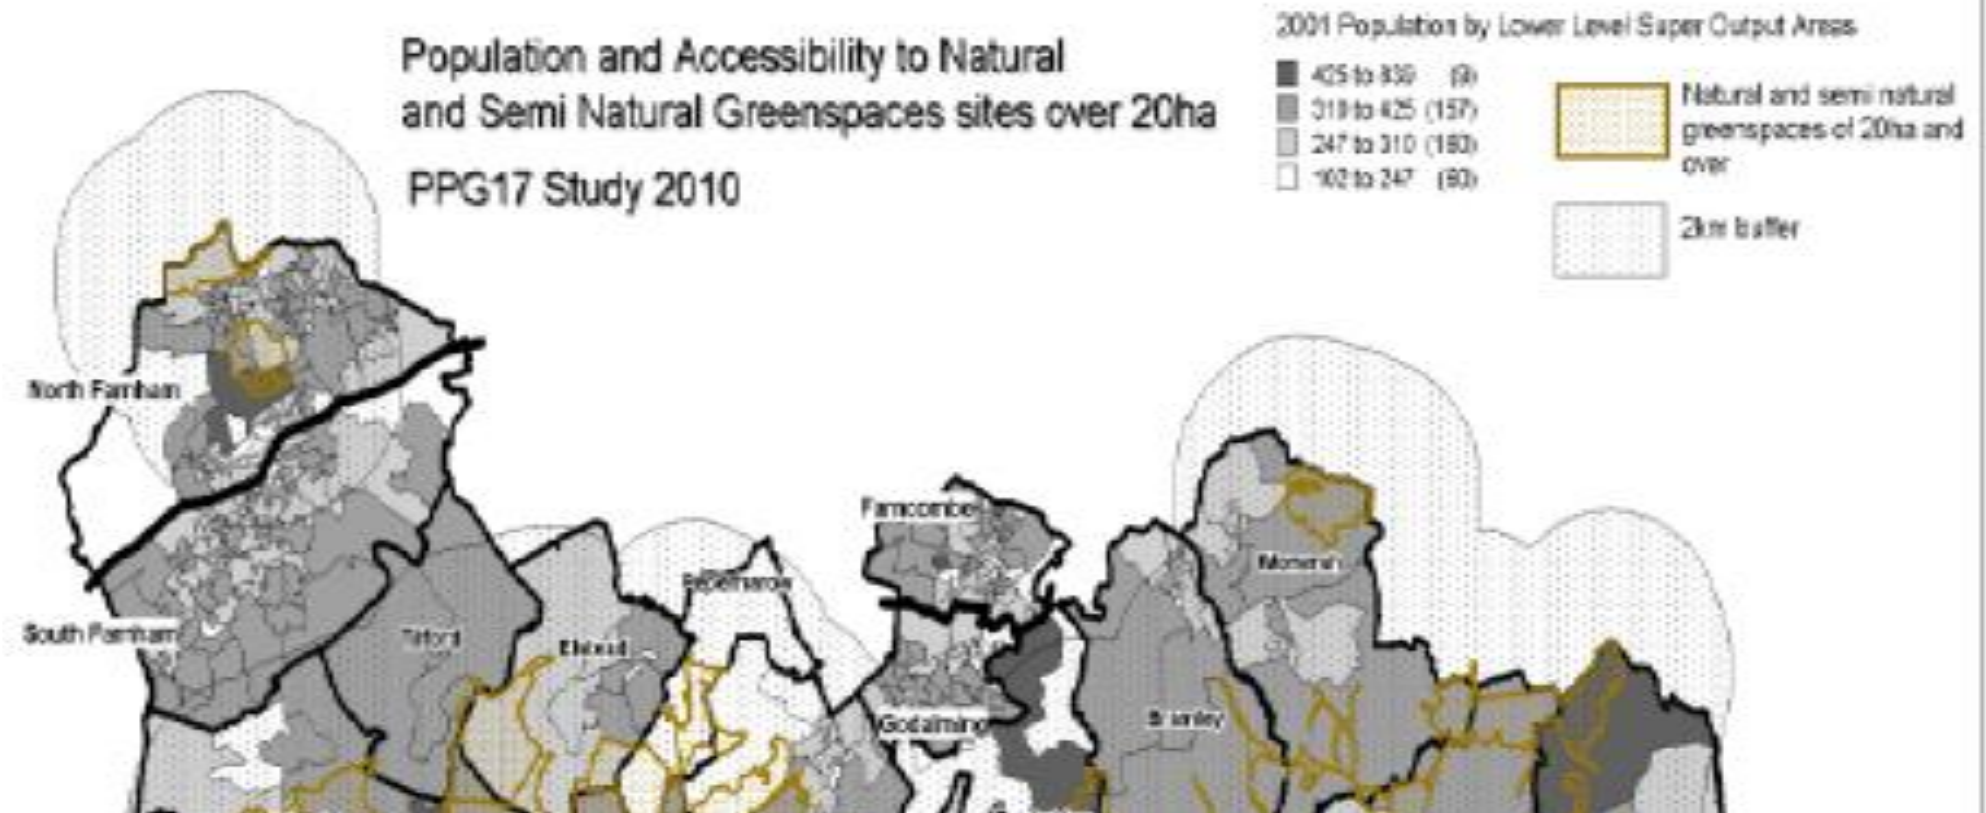 Population and Accessibility to Natural
and Semi Natural Greenspaces sites over 20ha
PPG17 Study 2010
2001 Population by Lower Level Super Output Areas
425 to 839 (9)
310 to 425 (157)
247 to 310 (180)
102 to 247 (80)
Natural and semi natural
greenspaces of 20ha and
over
2km buffer
North Farnham
Farncombe
South Farnham
Tilford
Elstead
Godalming
Bramley